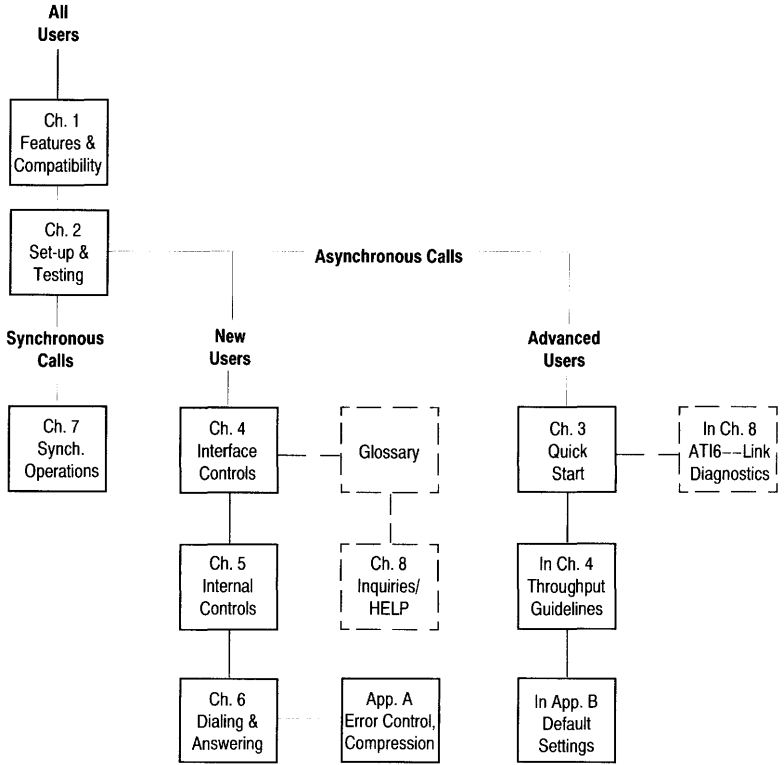 All
Users
Ch. 1
Features &
Compatibility
Ch. 2
Set-up &
Testing
Asynchronous Calls
Synchronous
Calls
New
Users
Advanced
Users
Ch. 7
Synch.
Operations
Ch. 4
Interface
Controls
Glossary
Ch. 3
Quick
Start
In Ch. 8
ATI6--Link
Diagnostics
Ch. 5
Internal
Controls
Ch. 8
Inquiries/
HELP
In Ch. 4
Throughput
Guidelines
Ch. 6
Dialing &
Answering
App. A
Error Control,
Compression
In App. B
Default
Settings